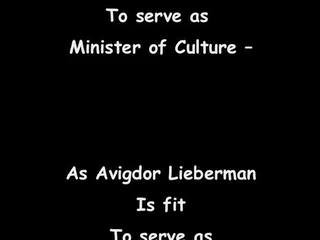 To serve as
Minister of Culture –
As Avigdor Lieberman
Is fit
To serve as